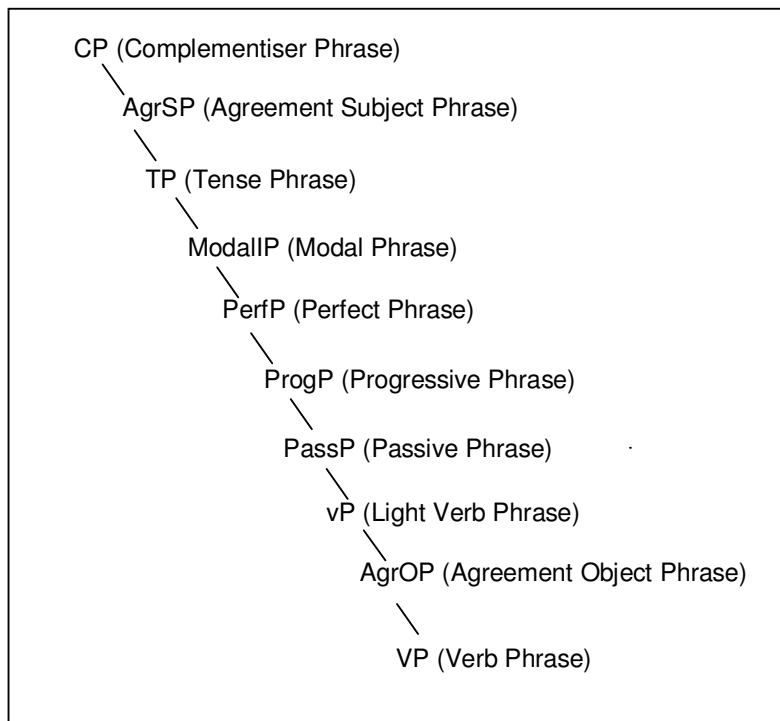 CP (Complementiser Phrase)
AgrSP (Agreement Subject Phrase)
TP (Tense Phrase)
ModalIP (Modal Phrase)
PerfP (Perfect Phrase)
ProgP (Progressive Phrase)
PassP (Passive Phrase)
vP (Light Verb Phrase)
AgrOP (Agreement Object Phrase)
VP (Verb Phrase)